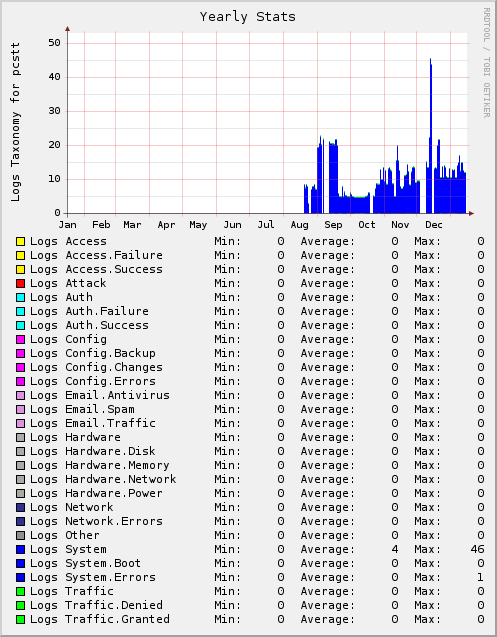 Yearly Stats
RRDTOOL / TOBI OETIKER
Logs Taxonomy for pcstt
50
40
30
20
10
0
Jan Feb Mar Apr May Jun Jul Aug Sep Oct Nov Dec
Logs Access Min: 0 Average: 0 Max: 0
Logs Access.Failure Min: 0 Average: 0 Max: 0
Logs Access.Success Min: 0 Average: 0 Max: 0
Logs Attack Min: 0 Average: 0 Max: 0
Logs Auth Min: 0 Average: 0 Max: 0
Logs Auth.Failure Min: 0 Average: 0 Max: 0
Logs Auth.Success Min: 0 Average: 0 Max: 0
Logs Config Min: 0 Average: 0 Max: 0
Logs Config.Backup Min: 0 Average: 0 Max: 0
Logs Config.Changes Min: 0 Average: 0 Max: 0
Logs Config.Errors Min: 0 Average: 0 Max: 0
Logs Email.Antivirus Min: 0 Average: 0 Max: 0
Logs Email.Spam Min: 0 Average: 0 Max: 0
Logs Email.Traffic Min: 0 Average: 0 Max: 0
Logs Hardware Min: 0 Average: 0 Max: 0
Logs Hardware.Disk Min: 0 Average: 0 Max: 0
Logs Hardware.Memory Min: 0 Average: 0 Max: 0
Logs Hardware.Network Min: 0 Average: 0 Max: 0
Logs Hardware.Power Min: 0 Average: 0 Max: 0
Logs Network Min: 0 Average: 0 Max: 0
Logs Network.Errors Min: 0 Average: 0 Max: 0
Logs Other Min: 0 Average: 0 Max: 0
Logs System Min: 0 Average: 4 Max: 46
Logs System.Boot Min: 0 Average: 0 Max: 0
Logs System.Errors Min: 0 Average: 0 Max: 1
Logs Traffic Min: 0 Average: 0 Max: 0
Logs Traffic.Denied Min: 0 Average: 0 Max: 0
Logs Traffic.Granted Min: 0 Average: 0 Max: 0